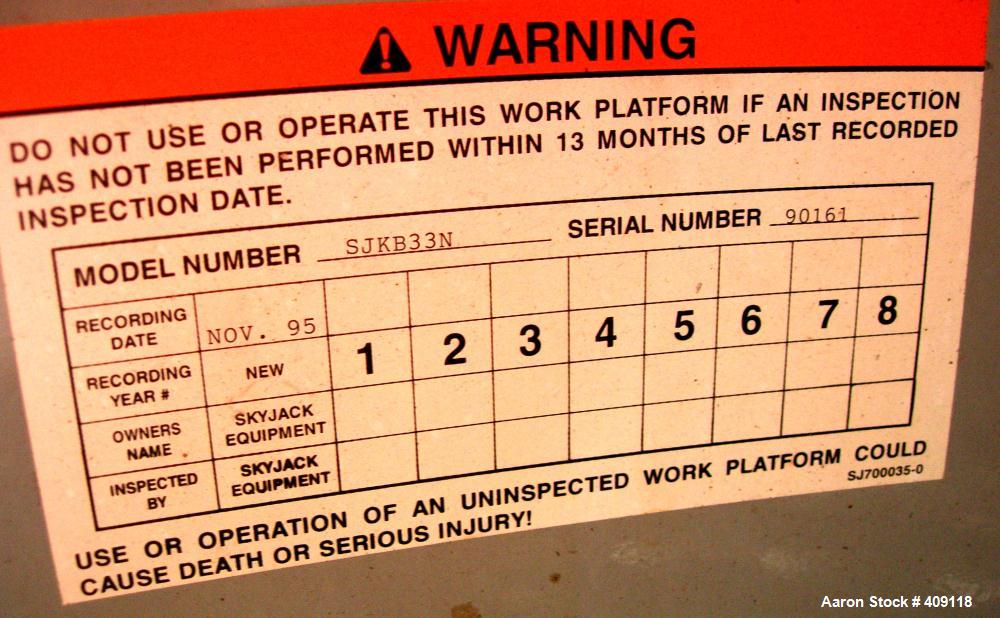 WARNING
DO NOT USE OR OPERATE THIS WORK PLATFORM IF AN INSPECTION
HAS NOT BEEN PERFORMED WITHIN 13 MONTHS OF LAST RECORDED
INSPECTION DATE.
MODEL NUMBER SJKB33N SERIAL NUMBER 90161
RECORDING
DATE
NOV. 95
RECORDING
YEAR #
NEW 1 2 3 4 5 6 7 8
OWNERS
NAME
SKYJACK
EQUIPMENT
INSPECTED
BY
SKYJACK
EQUIPMENT
USE OR OPERATION OF AN UNINSPECTED WORK PLATFORM COULD
CAUSE DEATH OR SERIOUS INJURY!
SJ700035-0
Aaron Stock # 409118